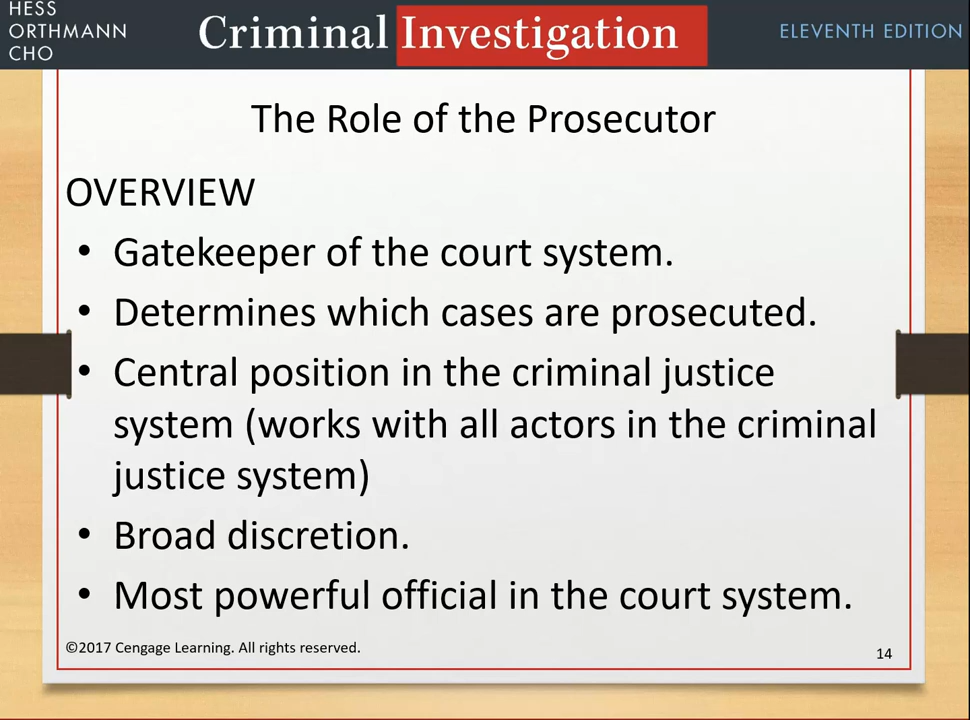 HESS
ORTHMANN
CHO
Criminal Investigation
ELEVENTH EDITION
The Role of the Prosecutor
OVERVIEW
• Gatekeeper of the court system.
• Determines which cases are prosecuted.
• Central position in the criminal justice
system (works with all actors in the criminal
justice system)
• Broad discretion.
• Most powerful official in the court system.
©2017 Cengage Learning. All rights reserved.
14